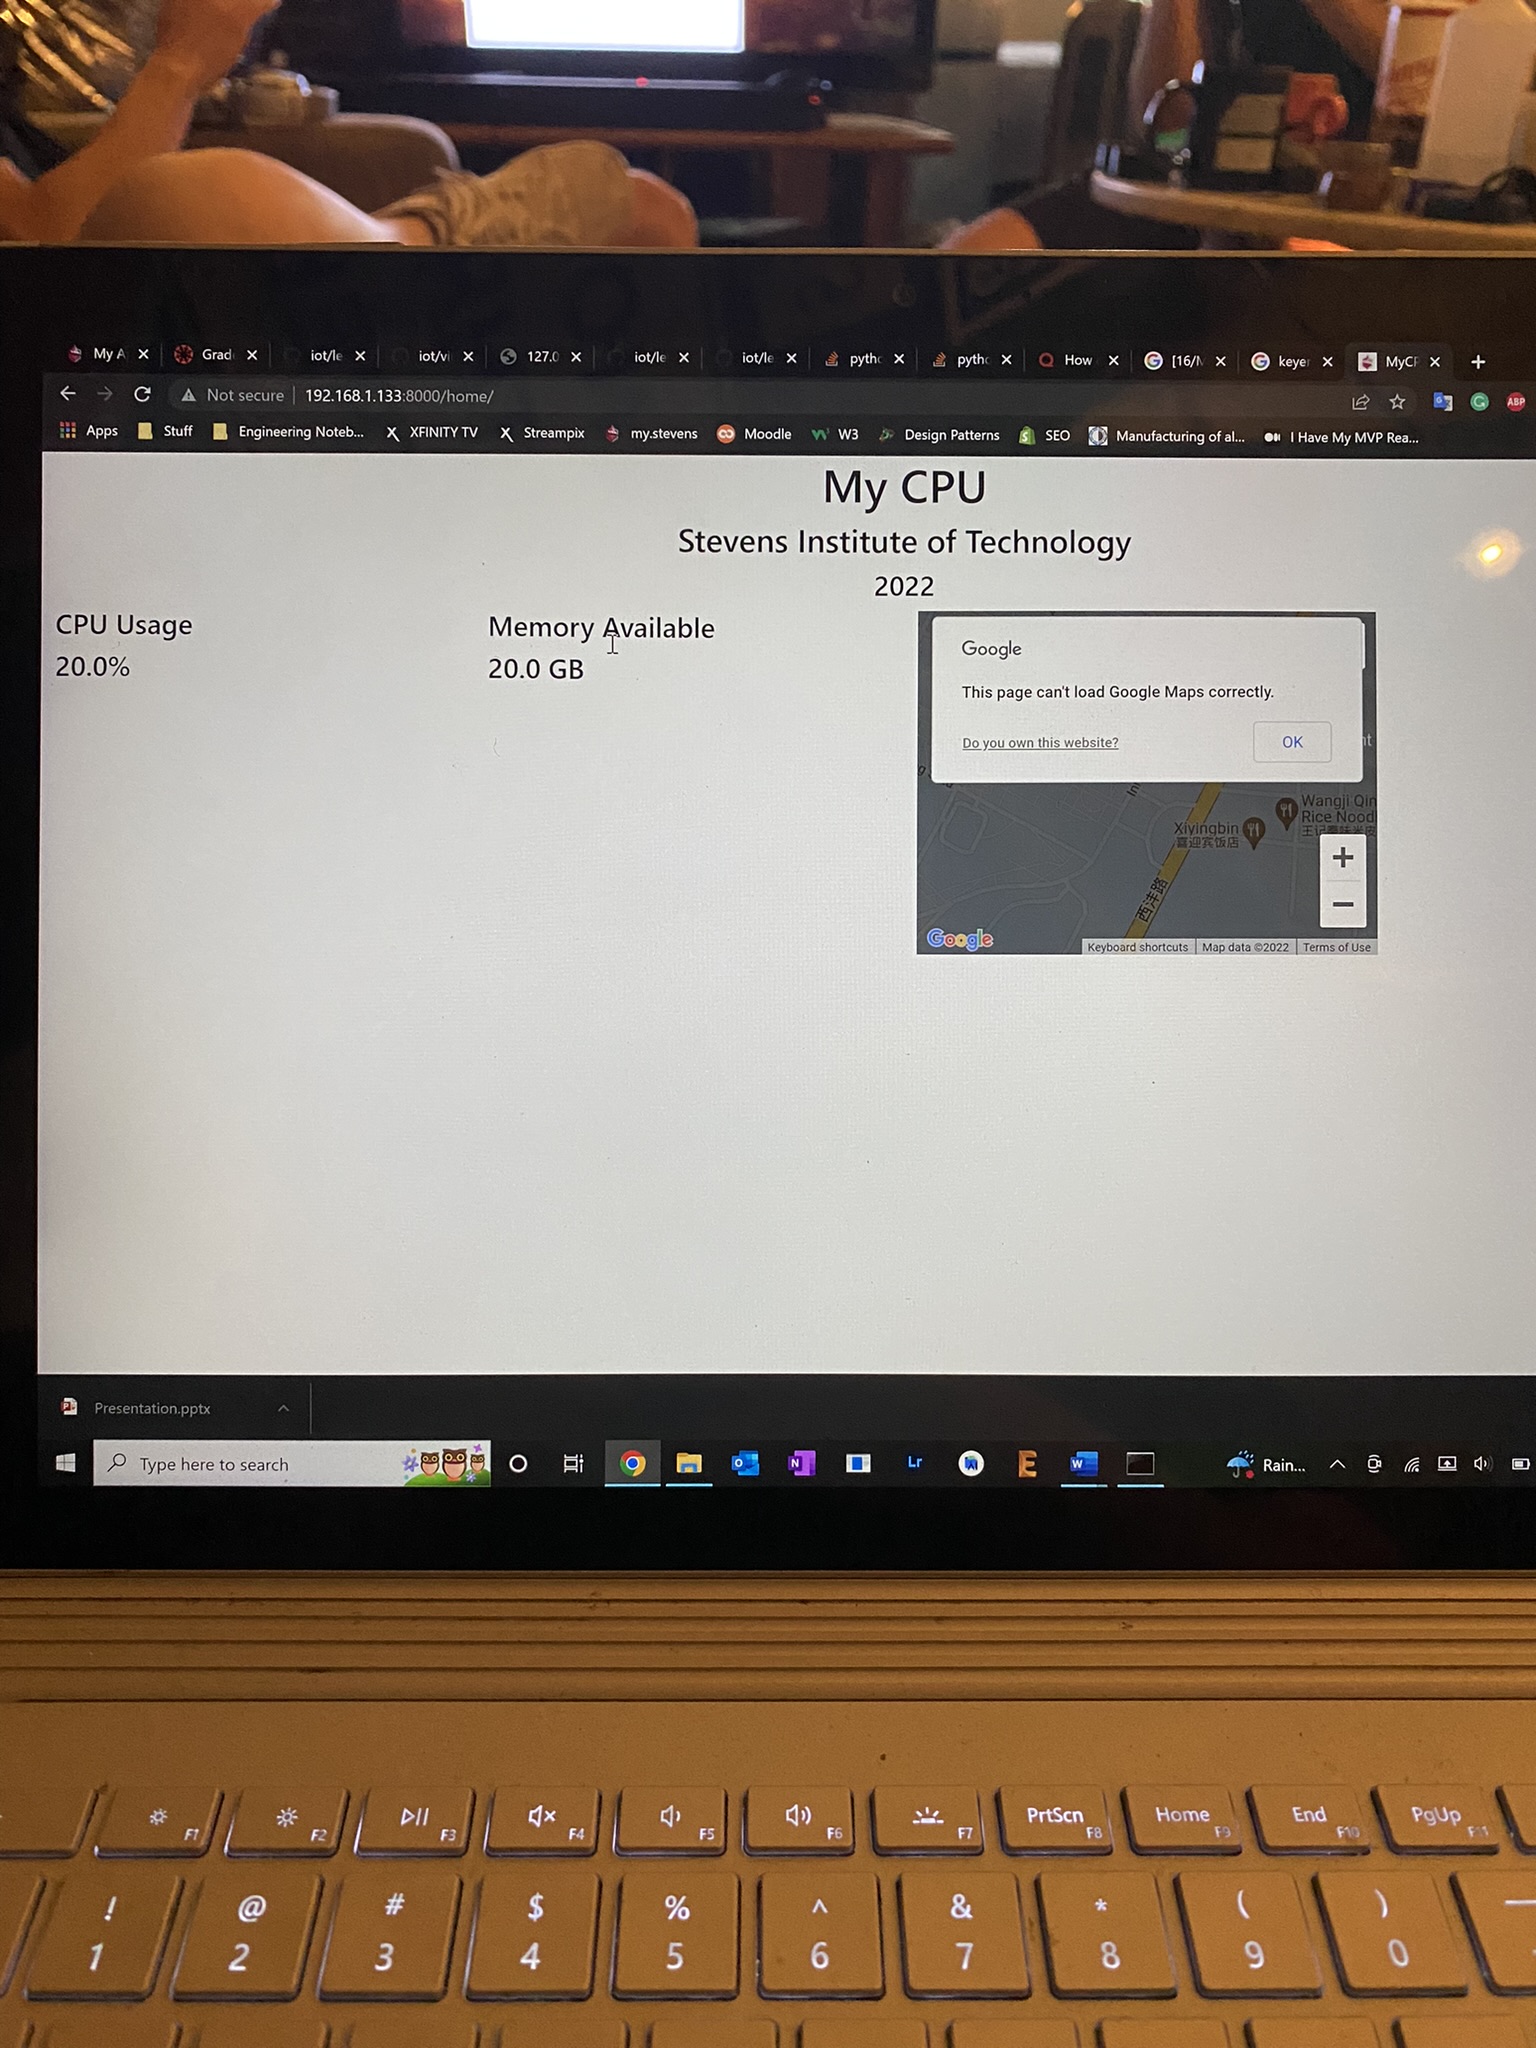 My A
Grad
iot/le
iot/vi
127.0
iot/le
iot/le
pyth
pyth
How
[16/
keyer
MyCP
Not secure
192.168.1.133:8000/home/
Apps
Stuff
Engineering Noteb...
XFINITY TV
Streampix
my.stevens
Moodle
W3
Design Patterns
SEO
Manufacturing of al...
I Have My MVP Rea...
ABP
My CPU
Stevens Institute of Technology
2022
CPU Usage
20.0%
Memory Available
20.0 GB
Google
This page can't load Google Maps correctly.
Do you own this website?
OK
nt
Xiyingbin
喜迎宾饭店
Wangji Qin
Rice Nood
西洋路
+
−
Google
Keyboard shortcuts
Map data ©2022
Terms of Use
Presentation.pptx
Type here to search
Lr
Rain...
F1
F2
F3
F4
F5
F6
F7
PrtScn F8
Home F9
End F10
PgUp F11
! 1
@ 2
# 3
$ 4
% 5
^ 6
& 7
* 8
( 9
) 0